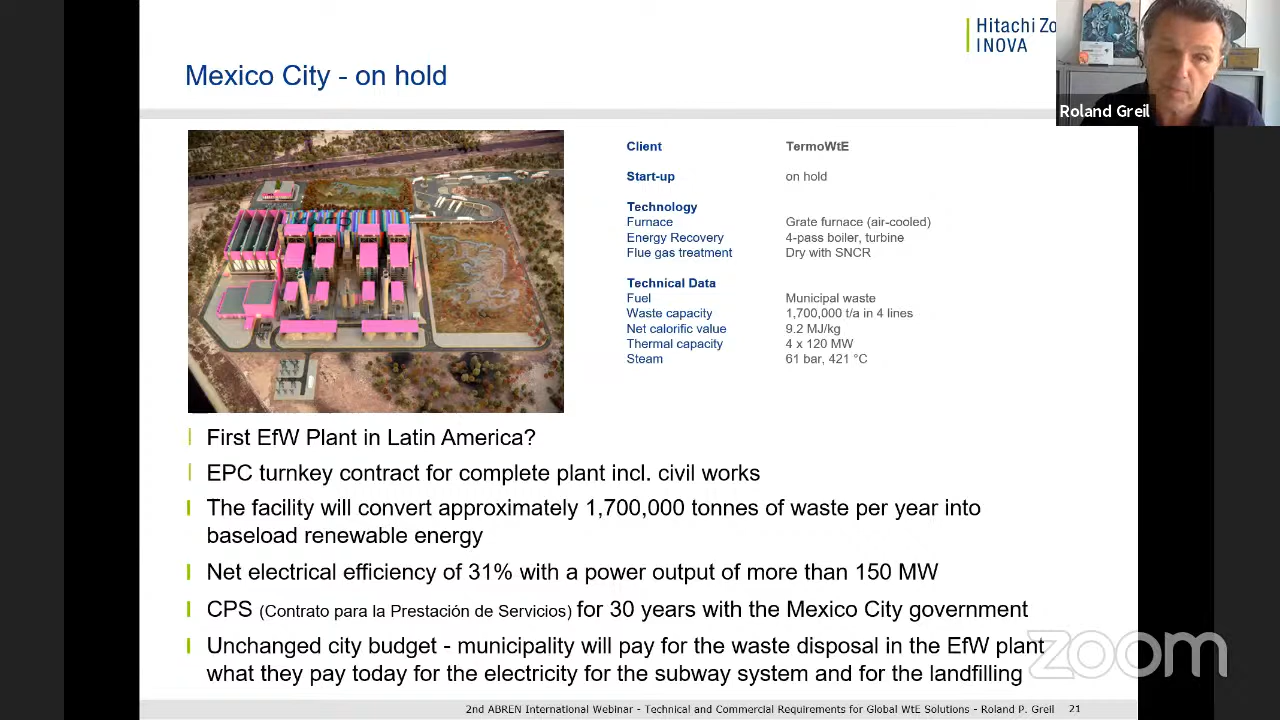 Hitachi Zo
INOVA
Mexico City - on hold
Roland Greil
Client TermoWtE
Start-up on hold
Technology
Furnace Grate furnace (air-cooled)
Energy Recovery 4-pass boiler, turbine
Flue gas treatment Dry with SNCR
Technical Data
Fuel Municipal waste
Waste capacity 1,700,000 t/a in 4 lines
Net calorific value 9.2 MJ/kg
Thermal capacity 4 x 120 MW
Steam 61 bar, 421 °C
First EfW Plant in Latin America?
EPC turnkey contract for complete plant incl. civil works
The facility will convert approximately 1,700,000 tonnes of waste per year into
baseload renewable energy
Net electrical efficiency of 31% with a power output of more than 150 MW
CPS (Contrato para la Prestación de Servicios) for 30 years with the Mexico City government
Unchanged city budget - municipality will pay for the waste disposal in the EfW plant
what they pay today for the electricity for the subway system and for the landfilling
zoom
2nd ABREN International Webinar - Technical and Commercial Requirements for Global WtE Solutions - Roland P. Greil 21